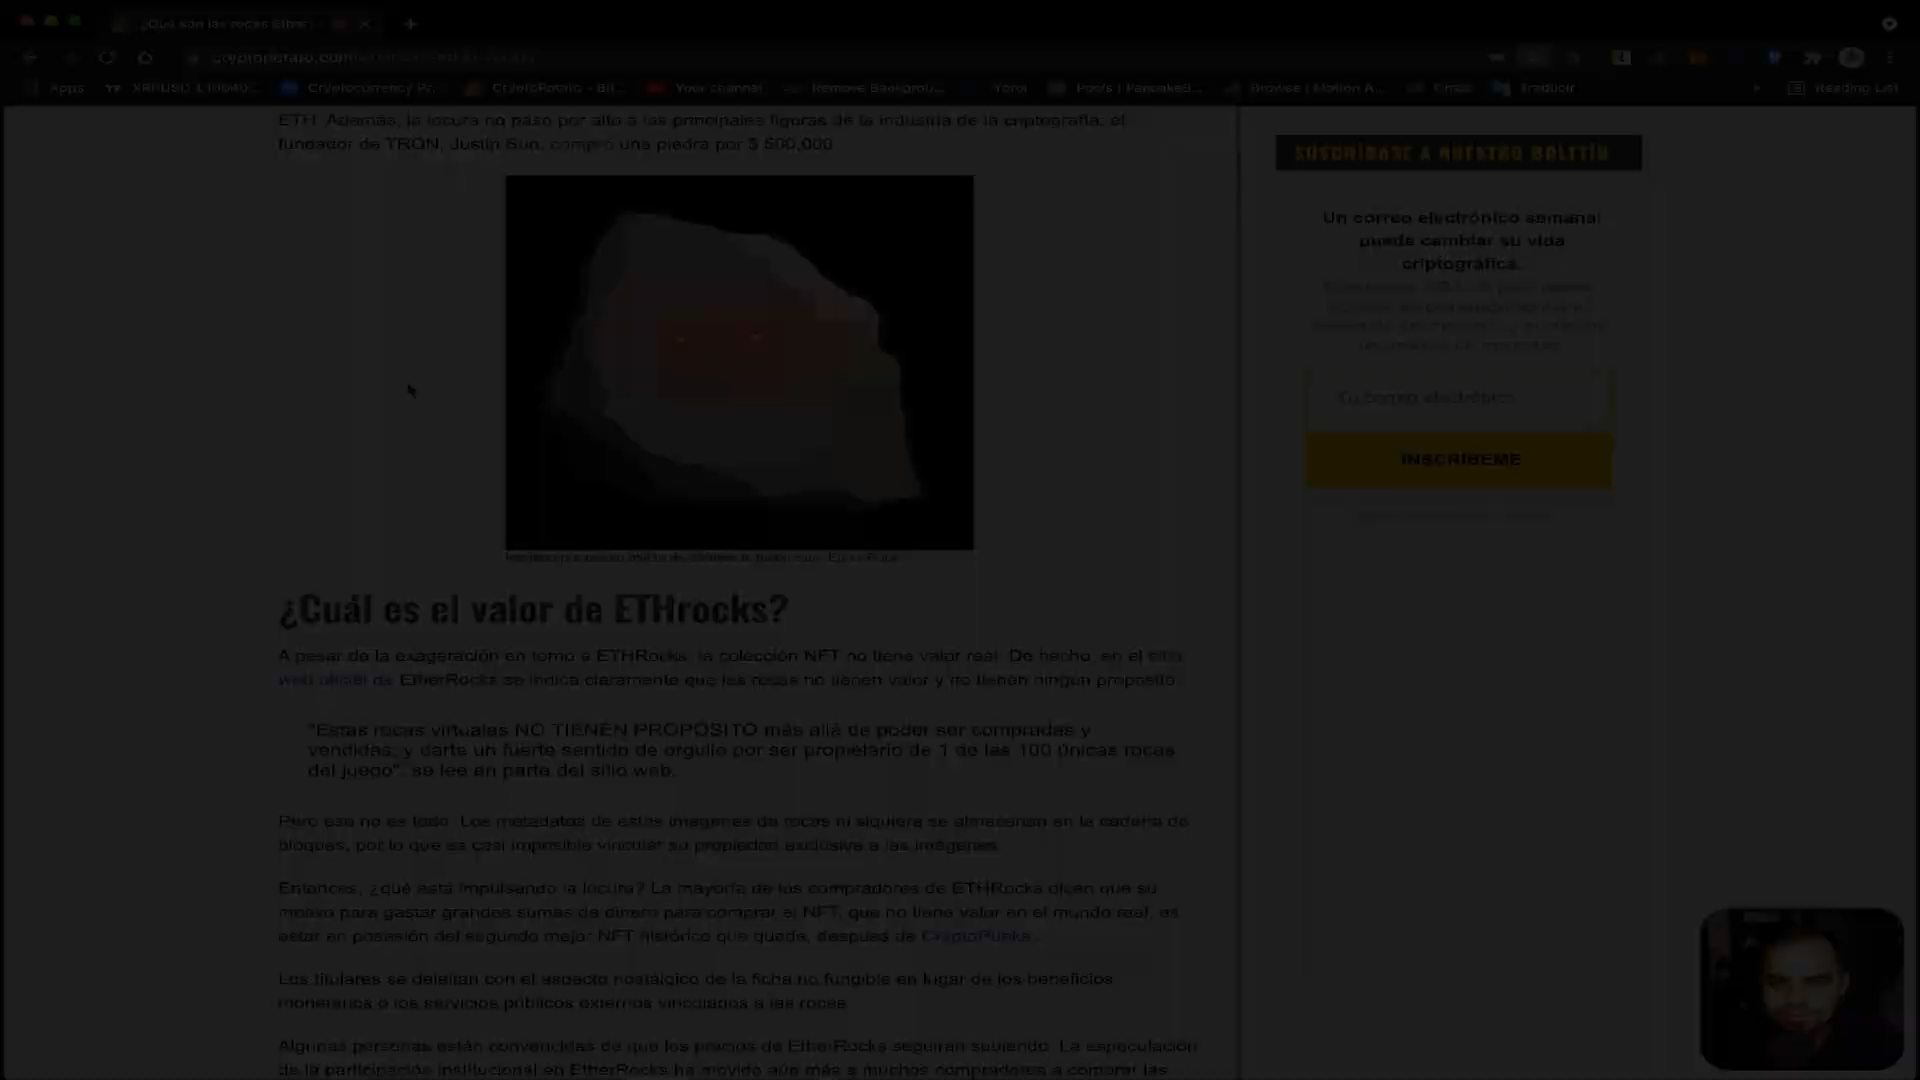 ¿Qué son las rocas Ether
Apps
Your channel
Yoroi
Gmail
Traducir
Reading List
ETH. Además, la locura no pasó por alto a las principales figuras de la industria de la criptografía: el
fundador de TRON, Justin Sun, compró una piedra por $ 500,000.
SUSCRÍBASE A NUESTRO BOLETÍN
Un correo electrónico semanal
puede cambiar su vida
criptográfica.
Tu correo electrónico
INSCRÍBEME
¿Cuál es el valor de ETHrocks?
A pesar de la exageración en torno a ETHRocks, la colección NFT no tiene valor real. De hecho, en el sitio
web oficial de EtherRocks se indica claramente que las rocas no tienen valor y no tienen ningún propósito.
"Estas rocas virtuales NO TIENEN PROPÓSITO más allá de poder ser compradas y
vendidas, y darte un fuerte sentido de orgullo por ser propietario de 1 de las 100 únicas rocas
del juego", se lee en parte del sitio web.
Pero eso no es todo. Los metadatos de estas imágenes de rocas ni siquiera se almacenan en la cadena de
bloques, por lo que es casi imposible vincular su propiedad exclusiva a las imágenes.
Entonces, ¿qué está impulsando la locura? La mayoría de los compradores de ETHRocks dicen que su
motivo para gastar grandes sumas de dinero para comprar el NFT, que no tiene valor en el mundo real, es
estar en posesión del segundo mejor NFT histórico que queda, después de CryptoPunks.
Los titulares se deleitan con el aspecto nostálgico de la ficha no fungible en lugar de los beneficios
monetarios o los servicios públicos externos vinculados a las rocas.
Algunas personas están convencidas de que los precios de EtherRocks seguirán subiendo. La especulación
de la participación institucional en EtherRocks ha movido aún más a muchos compradores a comprar las